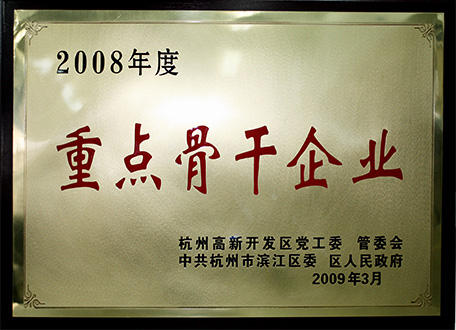 2008年度
重点骨干企业
杭州高新开发区党工委 管委会
中共杭州市滨江区委 区人民政府
2009年3月